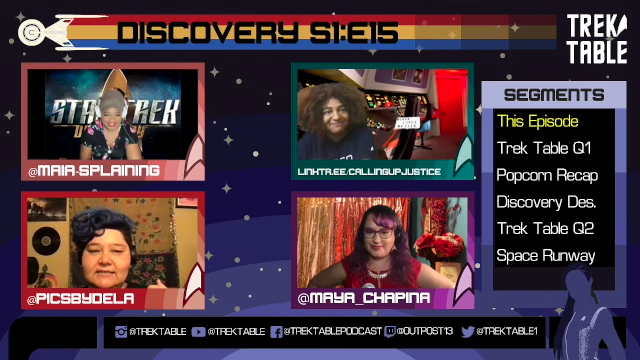 DISCOVERY S1:E15
TREK
TABLE
STAR TREK
@MAIA-SPLAINING
LINKTR.EE/CALLINGUPJUSTICE
@PICSBYDELA
@MAYA_CHAPINA
SEGMENTS
This Episode
Trek Table Q1
Popcorn Recap
Discovery Des.
Trek Table Q2
Space Runway
@TREKTABLE @TREKTABLE @TREKTABLEPODCAST @OUTPOST13 @TREKTABLE1